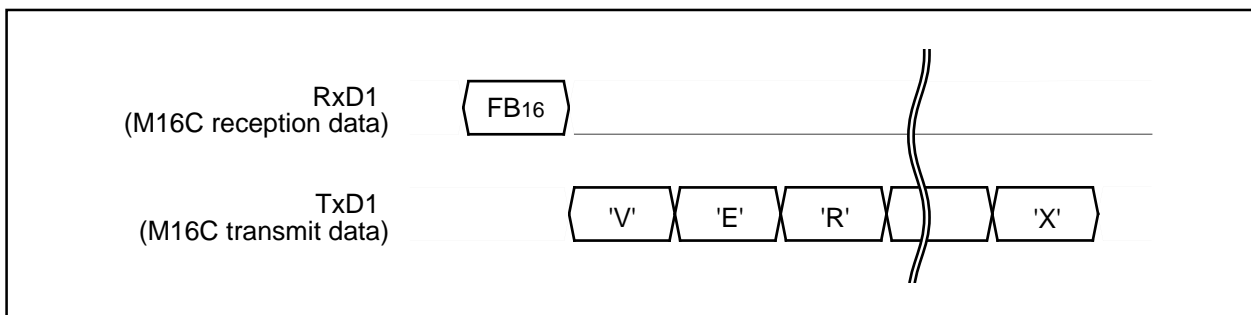 RxD1
(M16C reception data)
FB16
TxD1
(M16C transmit data)
'V' 'E' 'R' 'X'